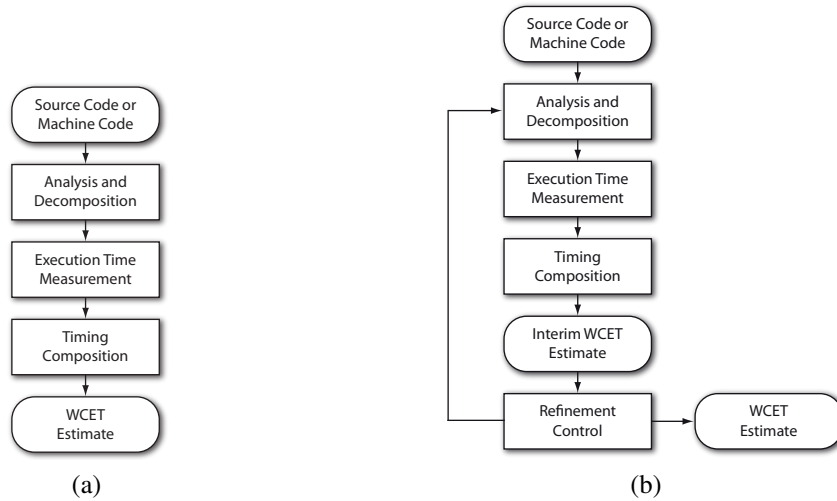 Source Code or
Machine Code
Analysis and
Decomposition
Execution Time
Measurement
Timing
Composition
WCET
Estimate
(a)
Source Code or
Machine Code
Analysis and
Decomposition
Execution Time
Measurement
Timing
Composition
Interim WCET
Estimate
Refinement
Control
WCET
Estimate
(b)